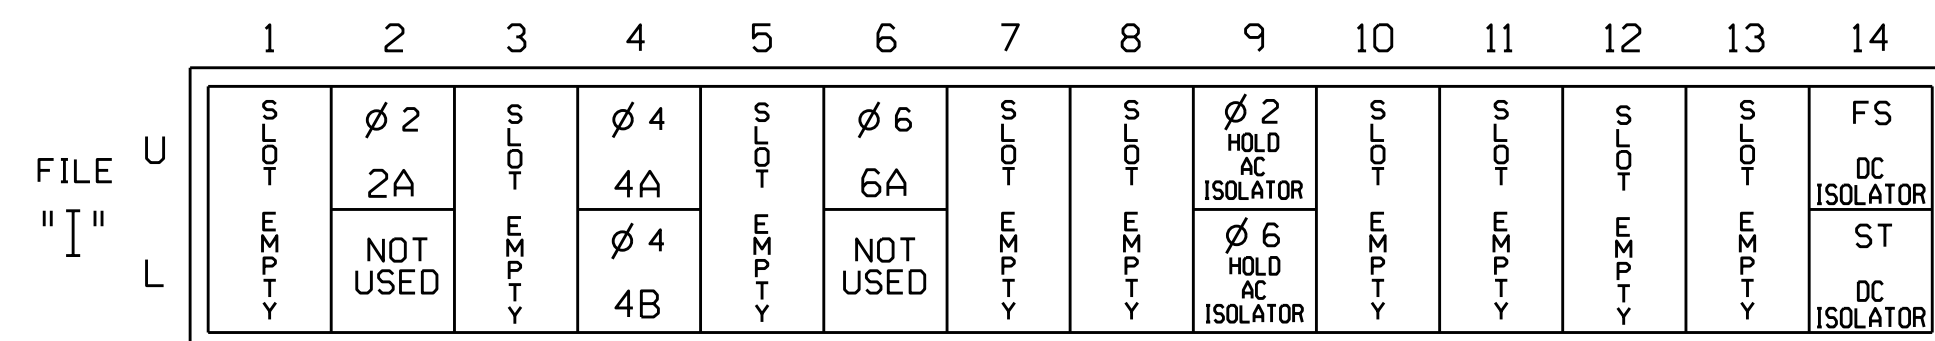 1 2 3 4 5 6 7 8 9 10 11 12 13 14
FILE
"I"
U
L
SLOT EMPTY
Ø 2
2A
NOT
USED
SLOT EMPTY
Ø 4
4A
Ø 4
4B
SLOT EMPTY
Ø 6
6A
NOT
USED
SLOT EMPTY
SLOT EMPTY
Ø 2
HOLD
AC
ISOLATOR
Ø 6
HOLD
AC
ISOLATOR
SLOT EMPTY
SLOT EMPTY
SLOT EMPTY
SLOT EMPTY
FS
DC
ISOLATOR
ST
DC
ISOLATOR